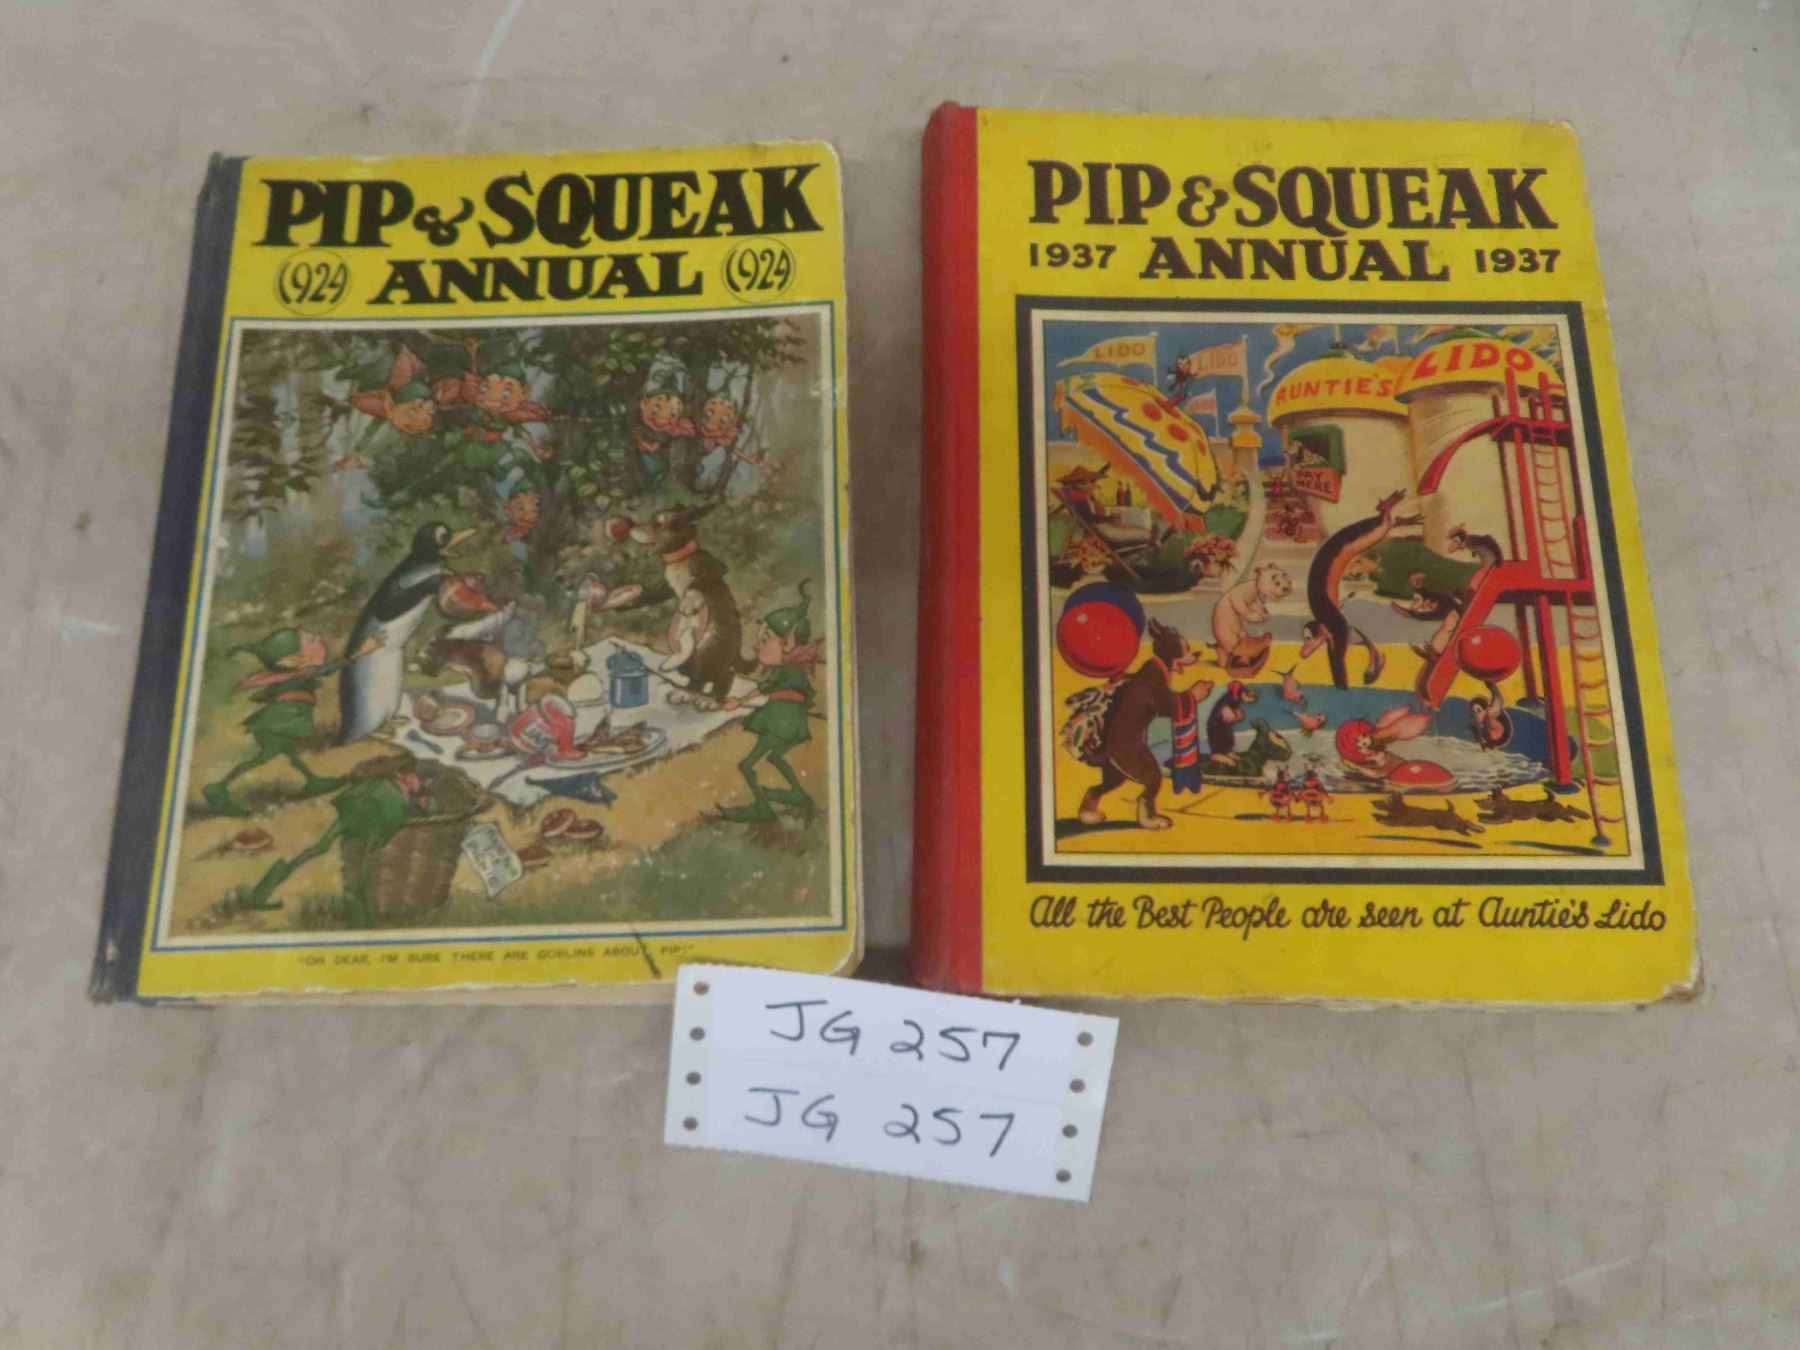 PIP & SQUEAK
1924 ANNUAL 1924
"OH DEAR, I'M SURE THERE ARE GOBLINS ABOUT, PIP!"
JAM
PIP & SQUEAK
1937 ANNUAL 1937
LIDO
LIDO
AUNTIE'S
LIDO
PAY
HERE
All the Best People are seen at Auntie's Lido
JG 257
JG 257